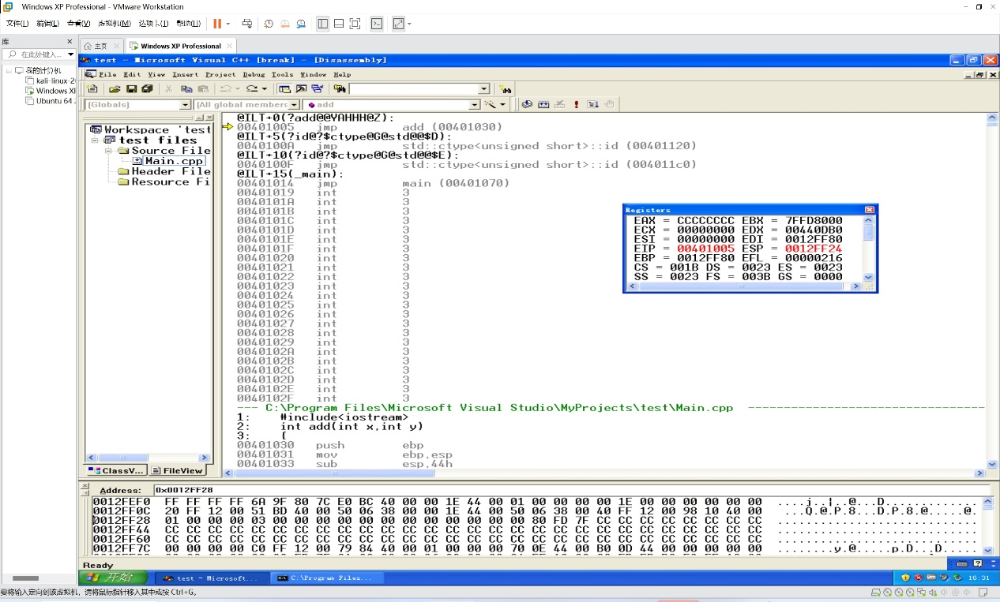 Windows XP Professional - VMware Workstation
文件(F) 编辑(E) 查看(V) 虚拟机(M) 选项卡(T) 帮助(H)
库
在此处键入...
我的计算机
kali-linux-2
Windows XI
Ubuntu 64
主页 Windows XP Professional
test - Microsoft Visual C++ [break] - [Disassembly]
File Edit View Insert Project Debug Tools Window Help
(Globals) [All global members add
Workspace 'test
test files
Source File
Main.cpp
Header File
Resource Fi
ClassV... FileView
@ILT+0(?add@@YAHHH@Z):
00401005 jmp add (00401030)
@ILT+5(?id@?$ctype@G@std@@$D):
0040100A jmp std::ctype<unsigned short>::id (00401120)
@ILT+10(?id@?$ctype@G@std@@$E):
0040100F jmp std::ctype<unsigned short>::id (004011c0)
@ILT+15(_main):
00401014 jmp main (00401070)
00401019 int 3
0040101A int 3
0040101B int 3
0040101C int 3
0040101D int 3
0040101E int 3
0040101F int 3
00401020 int 3
00401021 int 3
00401022 int 3
00401023 int 3
00401024 int 3
00401025 int 3
00401026 int 3
00401027 int 3
00401028 int 3
00401029 int 3
0040102A int 3
0040102B int 3
0040102C int 3
0040102D int 3
0040102E int 3
0040102F int 3
--- C:\Program Files\Microsoft Visual Studio\MyProjects\test\Main.cpp ---------------------------------
1: #include<iostream>
2: int add(int x,int y)
3: {
00401030 push ebp
00401031 mov ebp,esp
00401033 sub esp,44h
Registers
EAX = CCCCCCCC EBX = 7FFD8000
ECX = 00000000 EDX = 00440DB0
ESI = 00000000 EDI = 0012FF80
EIP = 00401005 ESP = 0012FF24
EBP = 0012FF80 EFL = 00000216
CS = 001B DS = 0023 ES = 0023
SS = 0023 FS = 003B GS = 0000
Address: 0x0012FF28
0012FEF0 FF FF FF FF 6A 9F 80 7C E0 BC 40 00 00 1E 44 00 01 00 00 00 00 1E 00 00 00 00 00 00
0012FF0C 20 FF 12 00 51 BD 40 00 50 06 38 00 00 1E 44 00 50 06 38 00 40 FF 12 00 98 10 40 00
0012FF28 01 00 00 00 03 00 00 00 00 00 00 00 00 00 00 00 00 80 FD 7F CC CC CC CC CC CC CC CC
0012FF44 CC CC CC CC CC CC CC CC CC CC CC CC CC CC CC CC CC CC CC CC CC CC CC CC CC CC CC CC
0012FF60 CC CC CC CC CC CC CC CC CC CC CC CC CC CC CC CC CC CC CC CC CC CC CC CC CC CC CC CC
0012FF7C 00 00 00 00 C0 FF 12 00 79 84 40 00 01 00 00 00 70 0E 44 00 B0 0D 44 00 00 00 00 00
Ready
开始 test - Microsoft... C:\Program Files... 16:31
要将输入定向到该虚拟机，请将鼠标指针移入其中或按 Ctrl+G。